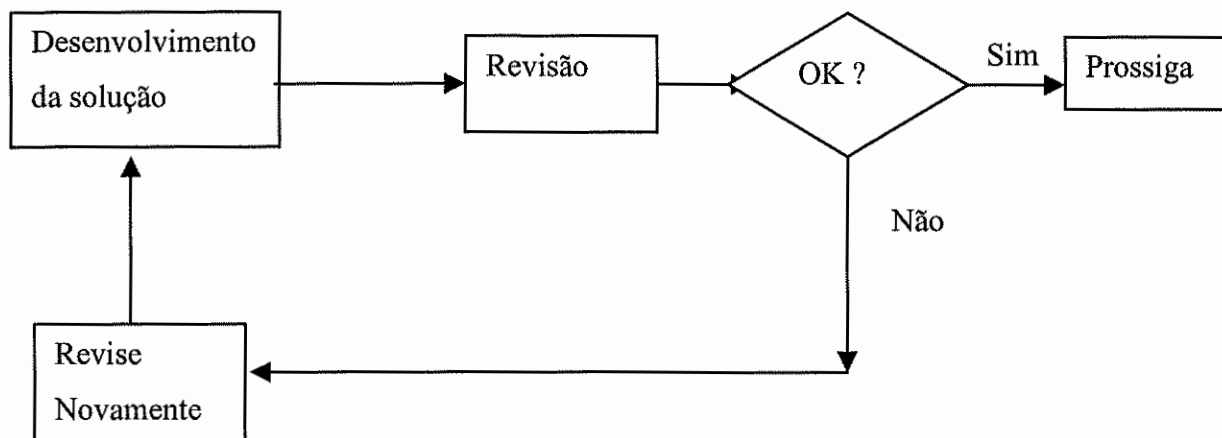 Desenvolvimento
da solução
Revisão
OK ?
Sim
Prossiga
Não
Revise
Novamente